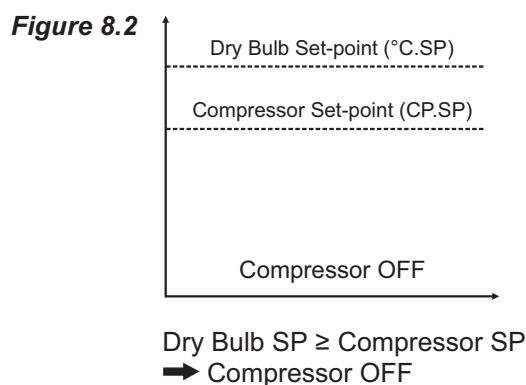 Figure 8.2
Dry Bulb Set-point (°C.SP)
Compressor Set-point (CP.SP)
Compressor OFF
Dry Bulb SP ≥ Compressor SP
➡ Compressor OFF